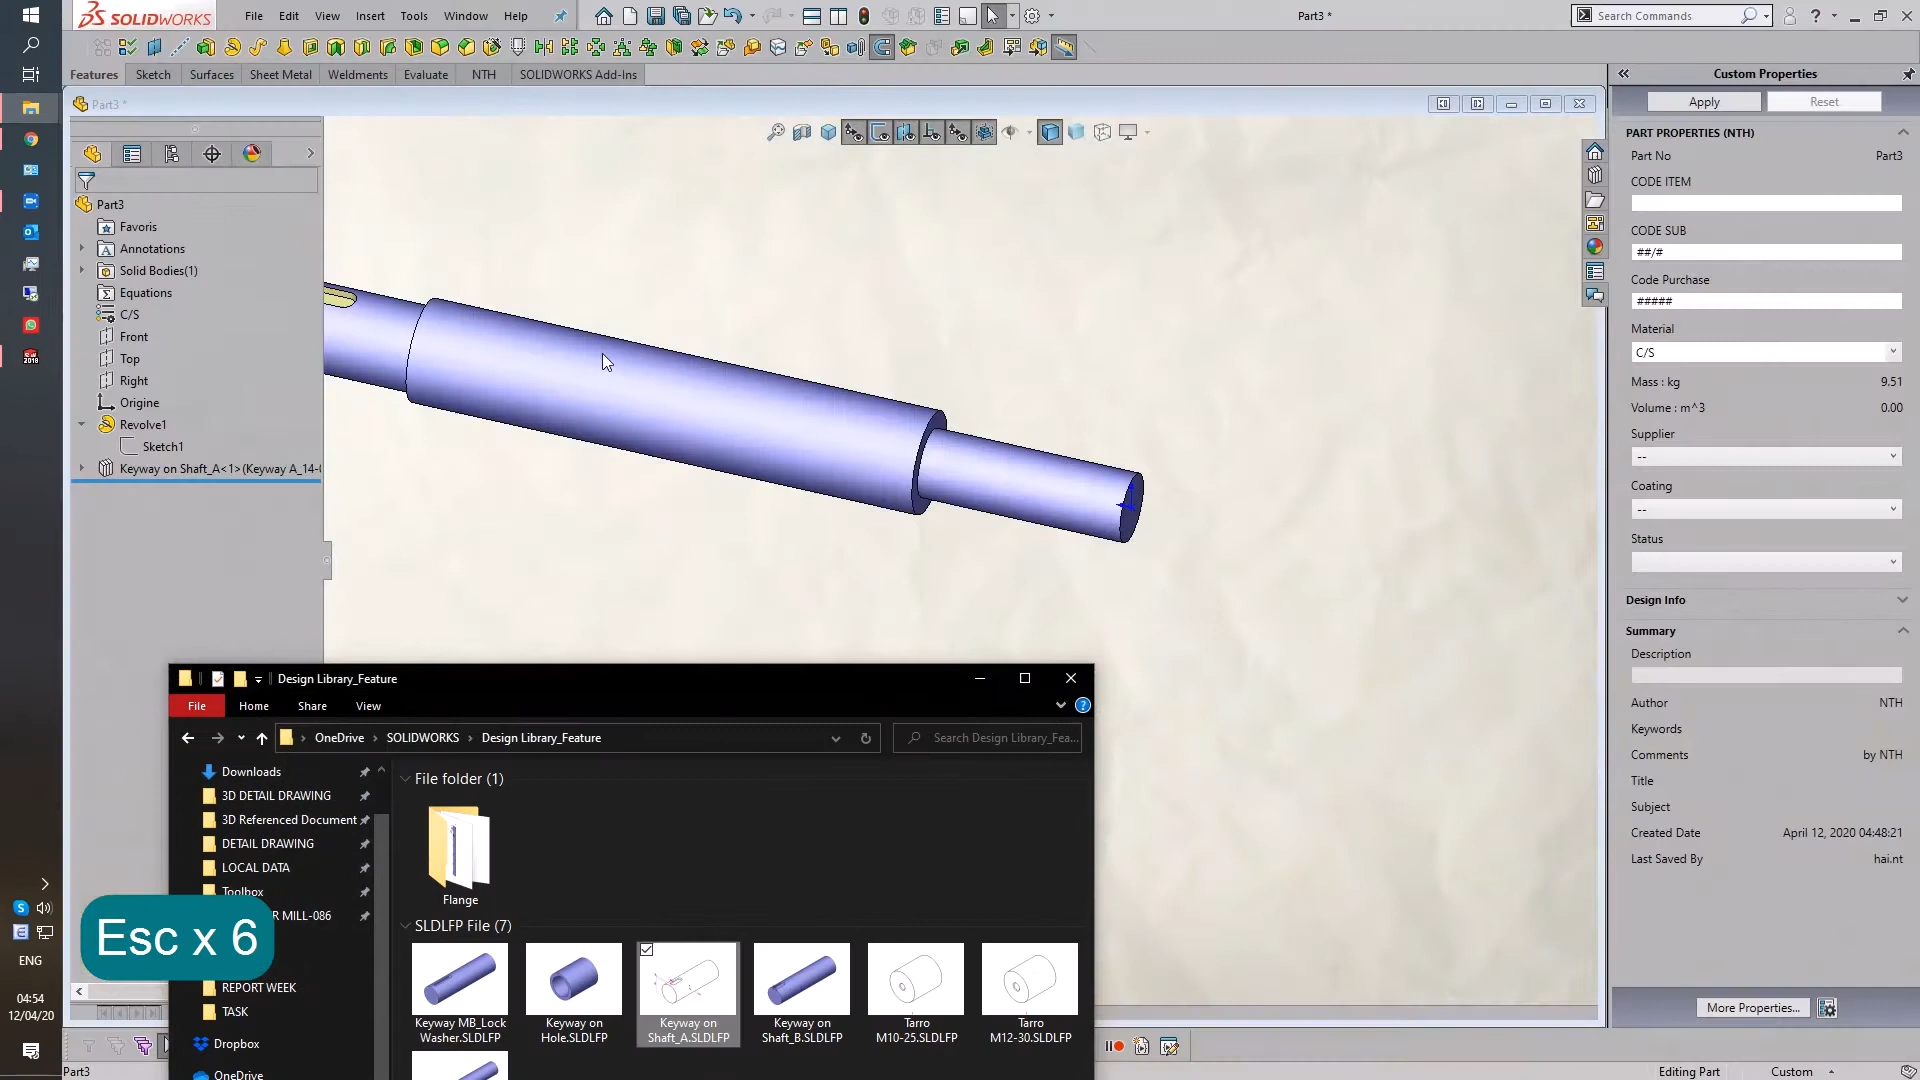 SOLIDWORKS
File Edit View Insert Tools Window Help
Part3 *
Search Commands
Features Sketch Surfaces Sheet Metal Weldments Evaluate NTH SOLIDWORKS Add-Ins
Part3 *
Part3
Favoris
Annotations
Solid Bodies(1)
Equations
C/S
Front
Top
Right
Origine
Revolve1
Sketch1
Keyway on Shaft_A<1>(Keyway A_14-
Custom Properties
Apply Reset
PART PROPERTIES (NTH)
Part No Part3
CODE ITEM
CODE SUB
##/#
Code Purchase
#####
Material
C/S
Mass : kg 9.51
Volume : m^3 0.00
Supplier
--
Coating
--
Status
Design Info
Summary
Description
Author NTH
Keywords
Comments by NTH
Title
Subject
Created Date April 12, 2020 04:48:21
Last Saved By hai.nt
More Properties...
Design Library_Feature
File Home Share View
OneDrive SOLIDWORKS Design Library_Feature
Search Design Library_Fea...
Downloads
3D DETAIL DRAWING
3D Referenced Document
DETAIL DRAWING
LOCAL DATA
Toolbox
R MILL-086
REPORT WEEK
TASK
Dropbox
OneDrive
File folder (1)
Flange
SLDLFP File (7)
Keyway MB_Lock Washer.SLDLFP
Keyway on Hole.SLDLFP
Keyway on Shaft_A.SLDLFP
Keyway on Shaft_B.SLDLFP
Tarro M10-25.SLDLFP
Tarro M12-30.SLDLFP
Esc x 6
ENG
04:54
12/04/20
Part3
Editing Part Custom